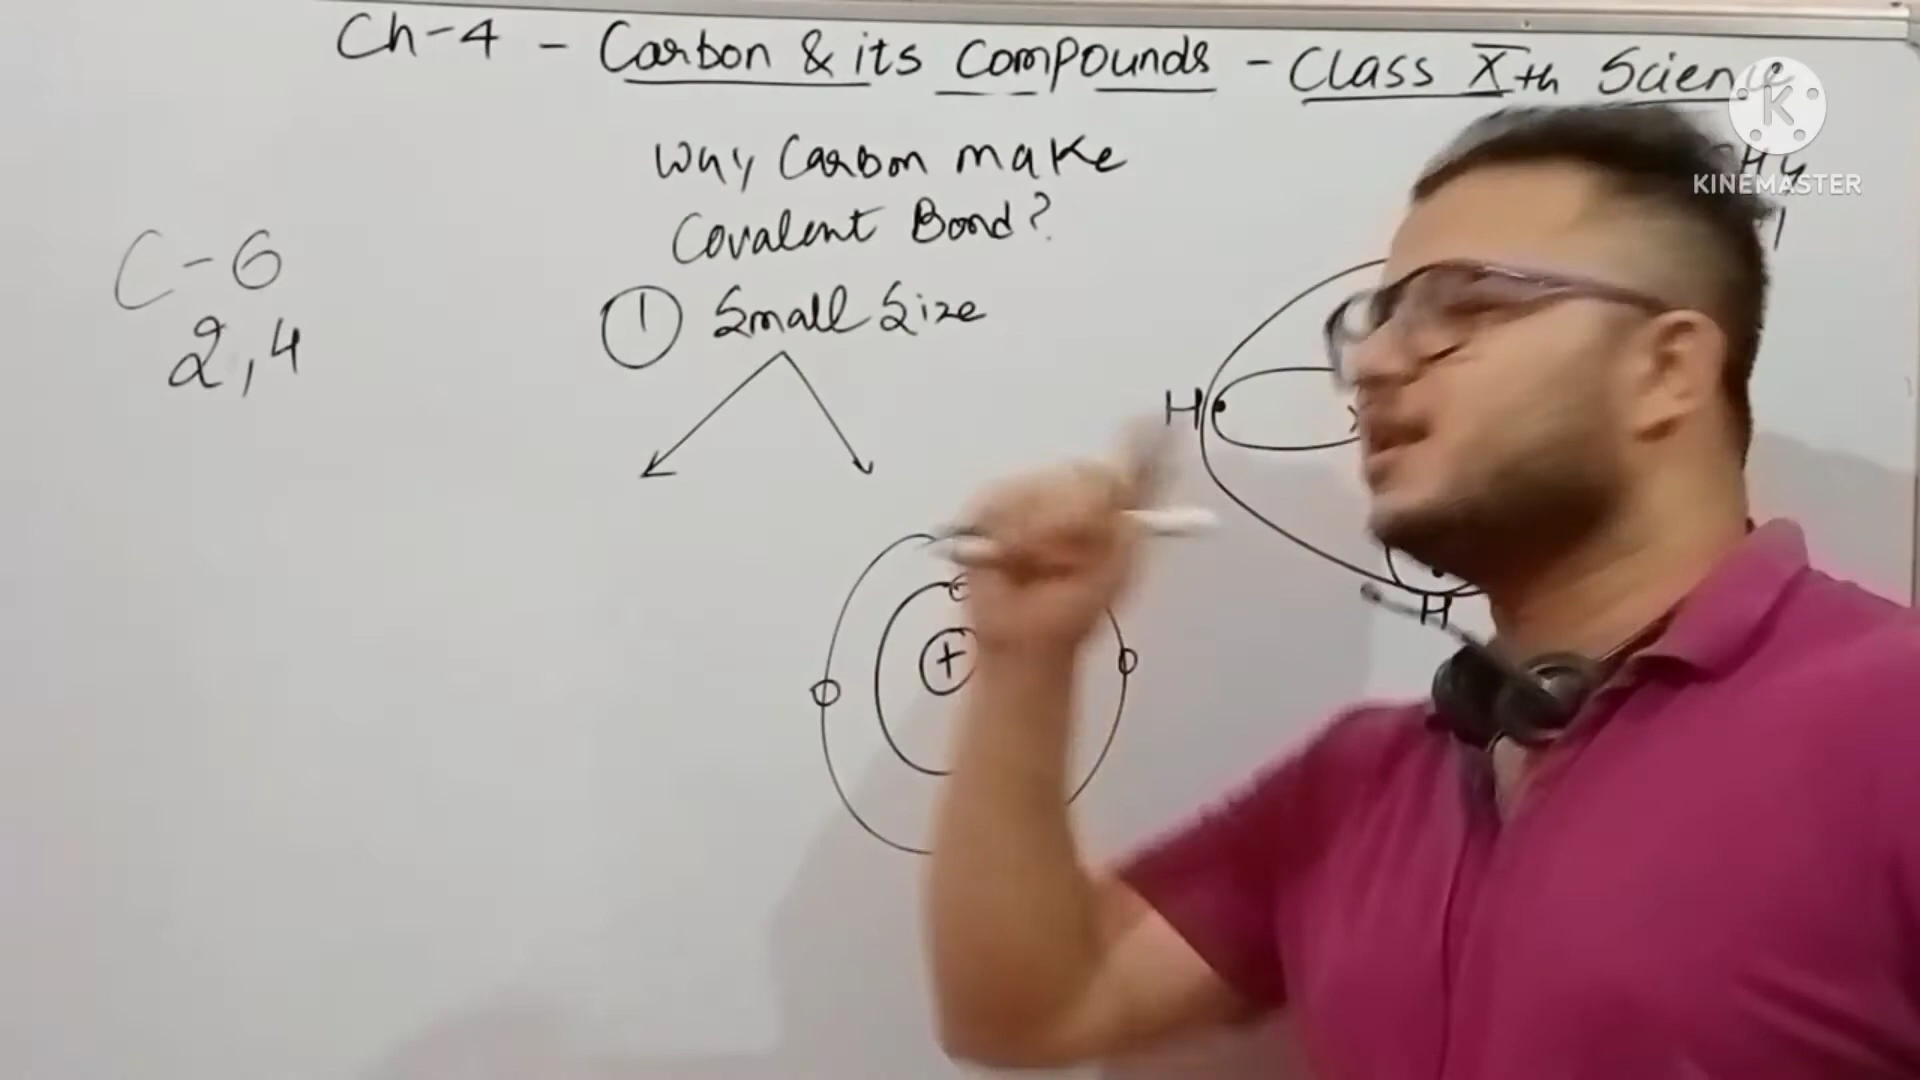 Ch-4 - Carbon & its Compounds - Class Xth Science
K
KINEMASTER
Why Carbon make
Covalent Bond?
C-6
2,4
① Small Size
H4
H
+
H